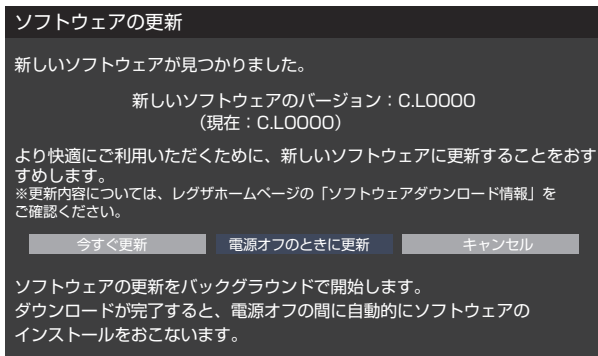 ソフトウェアの更新
新しいソフトウェアが見つかりました。
新しいソフトウェアのバージョン：C.L0000
（現在：C.L0000）
より快適にご利用いただくために、新しいソフトウェアに更新することをおす
すめします。
※更新内容については、レグザホームページの「ソフトウェアダウンロード情報」を
ご確認ください。
今すぐ更新 電源オフのときに更新 キャンセル
ソフトウェアの更新をバックグラウンドで開始します。
ダウンロードが完了すると、電源オフの間に自動的にソフトウェアの
インストールをおこないます。